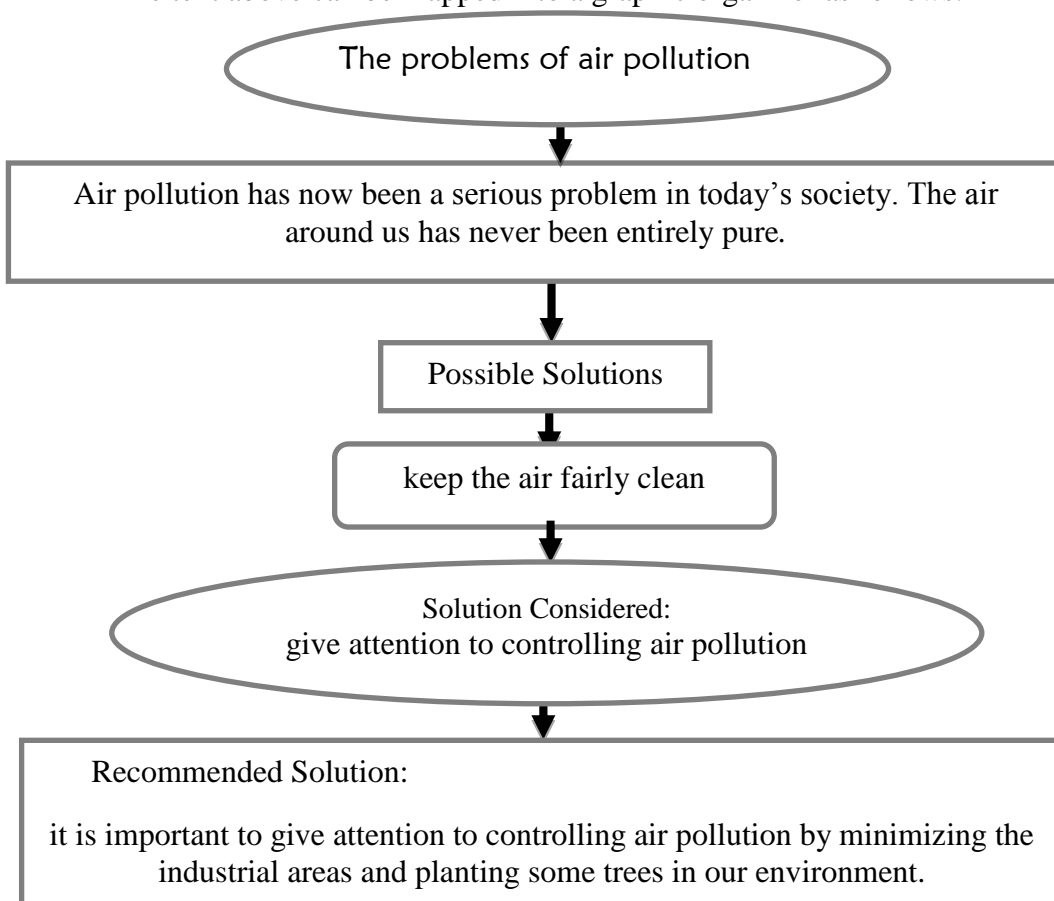 The problems of air pollution
Air pollution has now been a serious problem in today’s society. The air
around us has never been entirely pure.
Possible Solutions
keep the air fairly clean
Solution Considered:
give attention to controlling air pollution
Recommended Solution:
it is important to give attention to controlling air pollution by minimizing the
industrial areas and planting some trees in our environment.